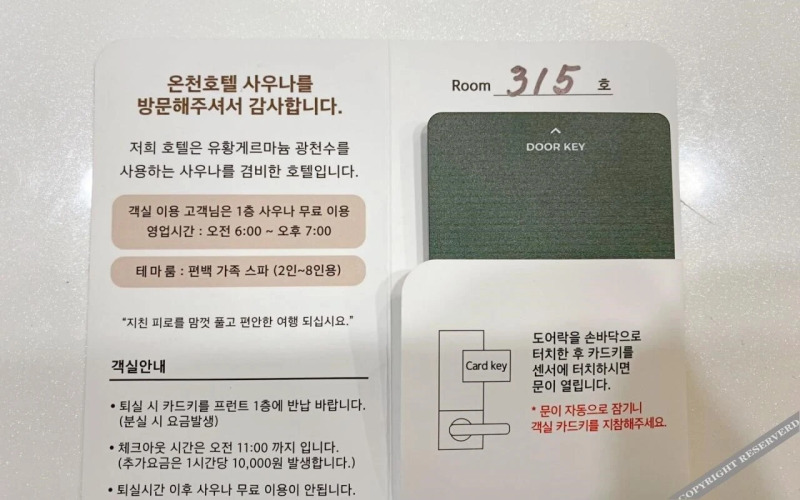 온천호텔 사우나를
방문해주셔서 감사합니다.
저희 호텔은 유황게르마늄 광천수를
사용하는 사우나를 겸비한 호텔입니다.
객실 이용 고객님은 1층 사우나 무료 이용
영업시간 : 오전 6:00 ~ 오후 7:00
테마룸 : 편백 가족 스파 (2인~8인용)
“지친 피로를 맘껏 풀고 편안한 여행 되십시요.”
객실안내
• 퇴실 시 카드키를 프런트 1층에 반납 바랍니다.
(분실 시 요금발생)
• 체크아웃 시간은 오전 11:00 까지 입니다.
(추가요금은 1시간당 10,000원 발생합니다.)
• 퇴실시간 이후 사우나 무료 이용이 안됩니다.
Room 315 호
DOOR KEY
Card key
도어락을 손바닥으로
터치한 후 카드키를
센서에 터치하시면
문이 열립니다.
* 문이 자동으로 잠기니
객실 카드키를 지참해주세요.
COPYRIGHT RESERVERD